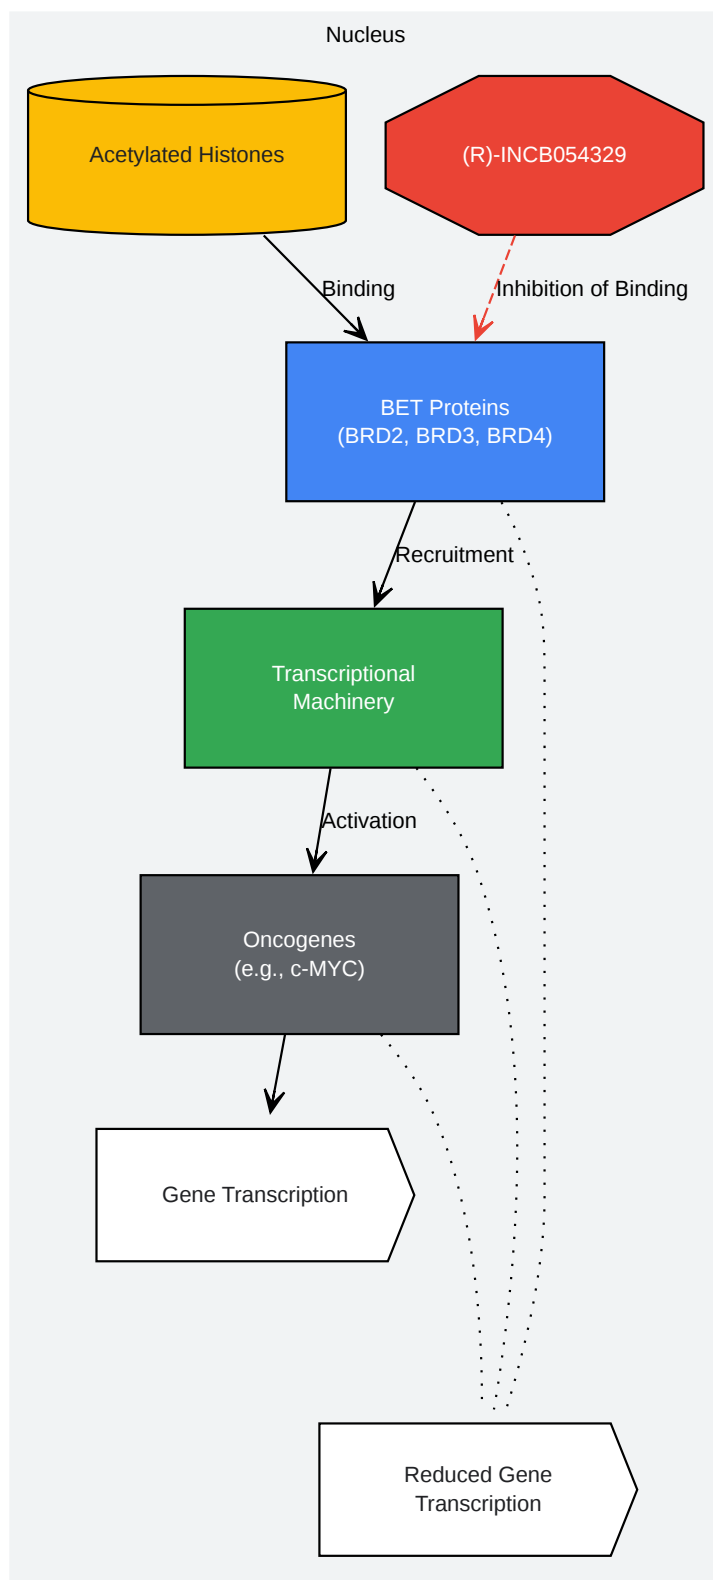 Nucleus
Acetylated Histones
(R)-INCB054329
Binding
Inhibition of Binding
BET Proteins
(BRD2, BRD3, BRD4)
Recruitment
Transcriptional
Machinery
Activation
Oncogenes
(e.g., c-MYC)
Gene Transcription
Reduced Gene
Transcription